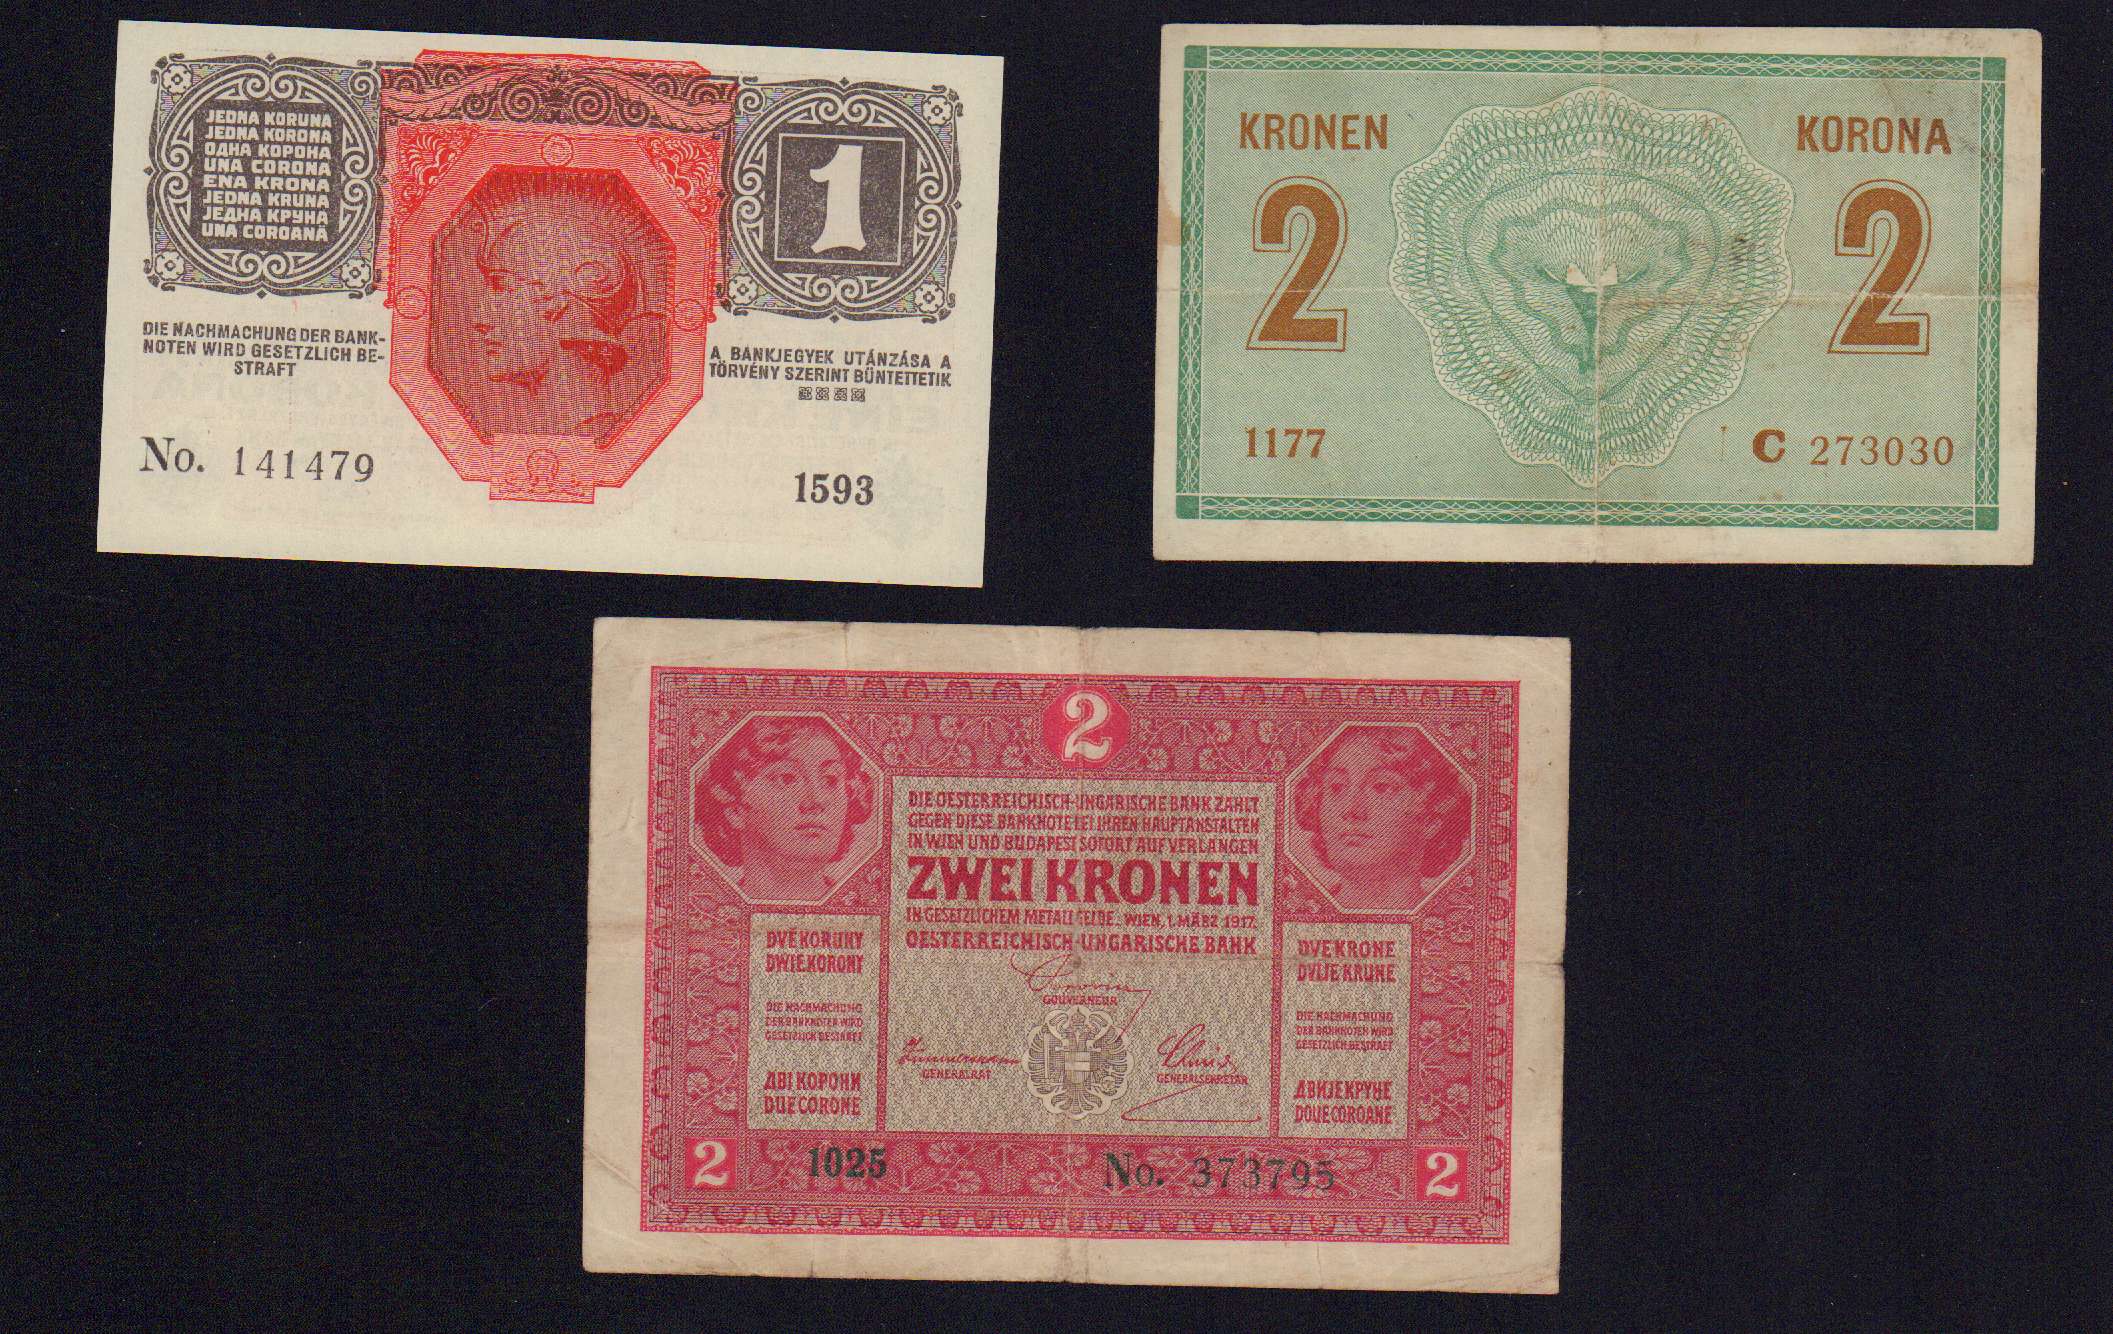 JEDNA KORUNA
JEDNA KORONA
ОДНА КОРОНА
UNA CORONA
ENA KRONA
JEDNA KRUNA
ЈЕДНА КРУНА
UNA COROANĂ
1
DIE NACHMACHUNG DER BANK-
NOTEN WIRD GESETZLICH BE-
STRAFT
A BANKJEGYEK UTÁNZÁSA A
TÖRVÉNY SZERINT BÜNTETTETIK
No. 141479
1593
KRONEN KORONA
2 2
1177 C 273030
2
DIE OESTERREICHISCH-UNGARISCHE BANK ZAHLT
GEGEN DIESE BANKNOTE BEI IHREN HAUPTANSTALTEN
IN WIEN UND BUDAPEST SOFORT AUF VERLANGEN
ZWEI KRONEN
IN GESETZLICHEM METALLGELDE. WIEN, 1. MÄRZ 1917.
OESTERREICHISCH-UNGARISCHE BANK
GOUVERNEUR
GENERALRAT
GENERALSEKRETÄR
DVE KORUNY
DWIE KORONY
DIE NACHMACHUNG
DER BANKNOTEN WIRD
GESETZLICH BESTRAFT
ДВІ КОРОНИ
DUE CORONE
DVE KRONE
DVIJE KRUNE
DIE NACHMACHUNG
DER BANKNOTEN WIRD
GESETZLICH BESTRAFT
ДВИЈЕ КРУНЕ
DOUE COROANE
2 1025 No. 373795 2